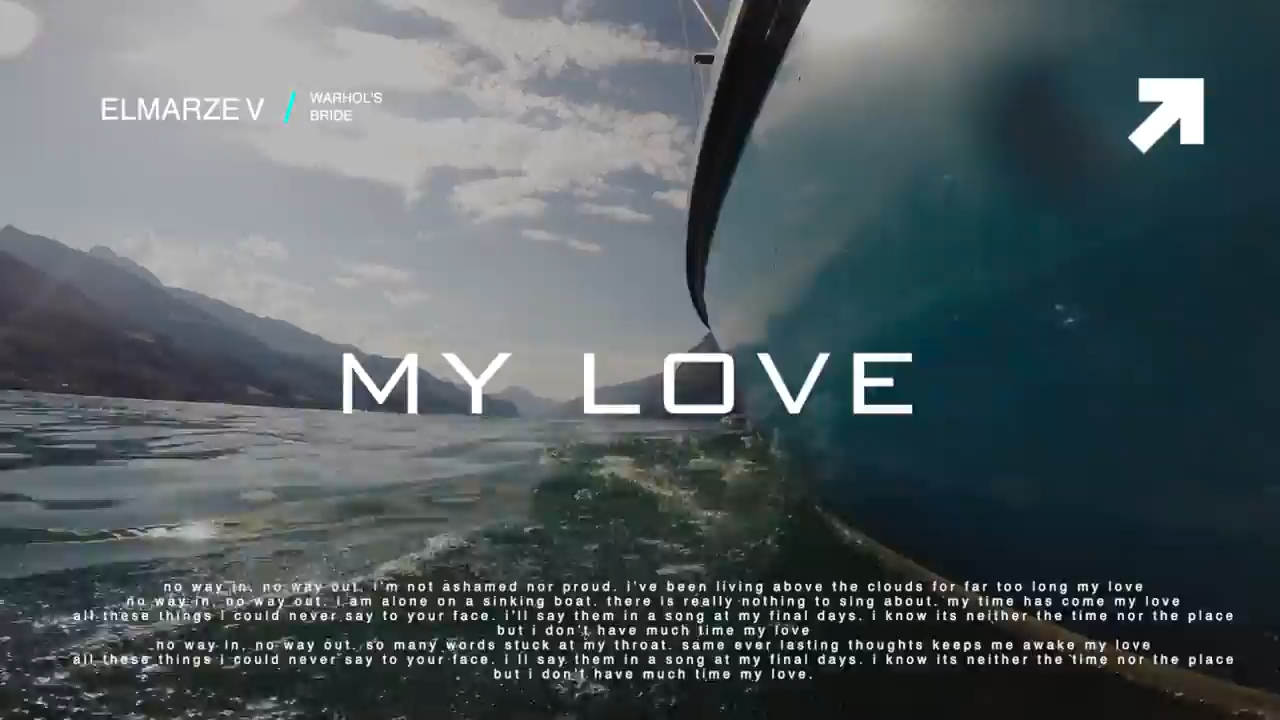 ELMARZEV / WARHOL'S
BRIDE
MY LOVE
no way in, no way out. i'm not ashamed nor proud. i've been living above the clouds for far too long my love
no way in, no way out. i am alone on a sinking boat. there is really nothing to sing about. my time has come my love
all these things i could never say to your face. i'll say them in a song at my final days. i know its neither the time nor the place
but i don't have much time my love
no way in, no way out. so many words stuck at my throat. same ever lasting thoughts keeps me awake my love
all these things i could never say to your face. i'll say them in a song at my final days. i know its neither the time nor the place
but i don't have much time my love.